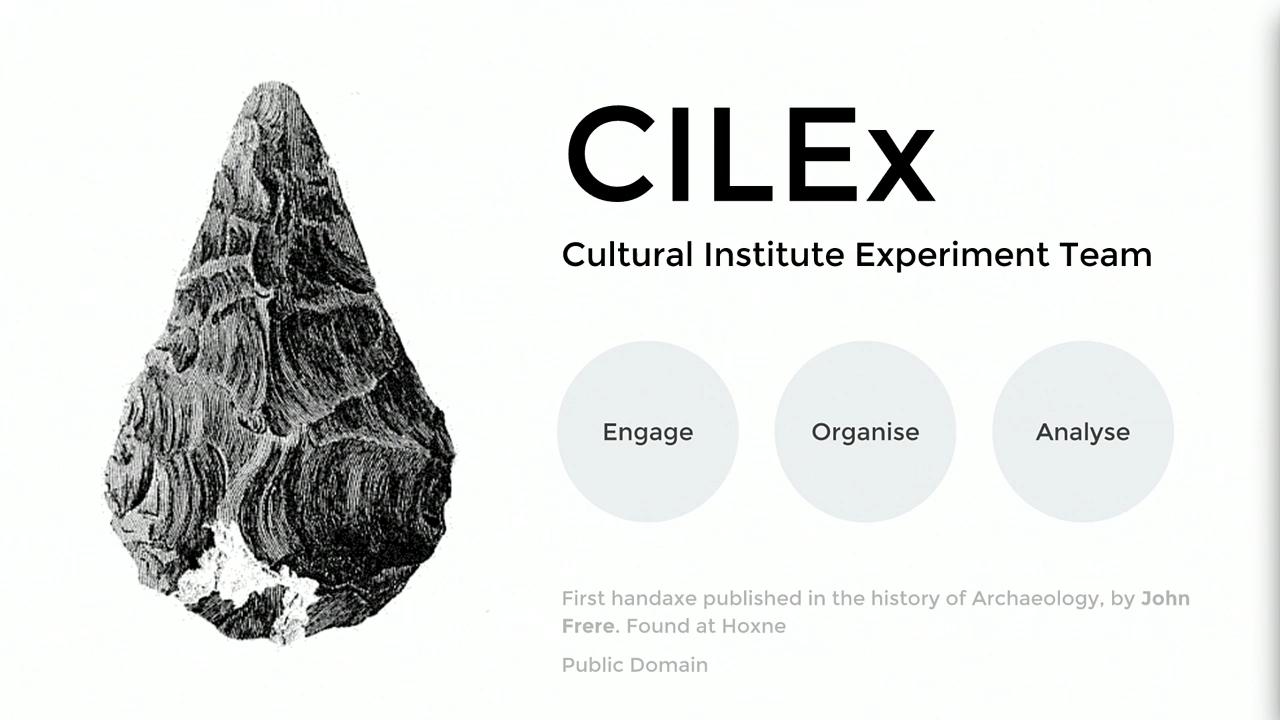 CILEx
Cultural Institute Experiment Team
Engage
Organise
Analyse
First handaxe published in the history of Archaeology, by John
Frere. Found at Hoxne
Public Domain